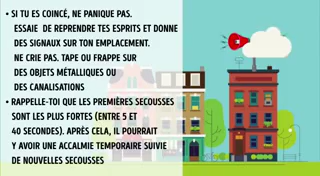 • SI TU ES COINCÉ, NE PANIQUE PAS.
ESSAIE DE REPRENDRE TES ESPRITS ET DONNE
DES SIGNAUX SUR TON EMPLACEMENT.
NE CRIE PAS. TAPE OU FRAPPE SUR
DES OBJETS MÉTALLIQUES OU
DES CANALISATIONS
• RAPPELLE-TOI QUE LES PREMIÈRES SECOUSSES
SONT LES PLUS FORTES (ENTRE 5 ET
40 SECONDES). APRÈS CELA, IL POURRAIT
Y AVOIR UNE ACCALMIE TEMPORAIRE SUIVIE
DE NOUVELLES SECOUSSES